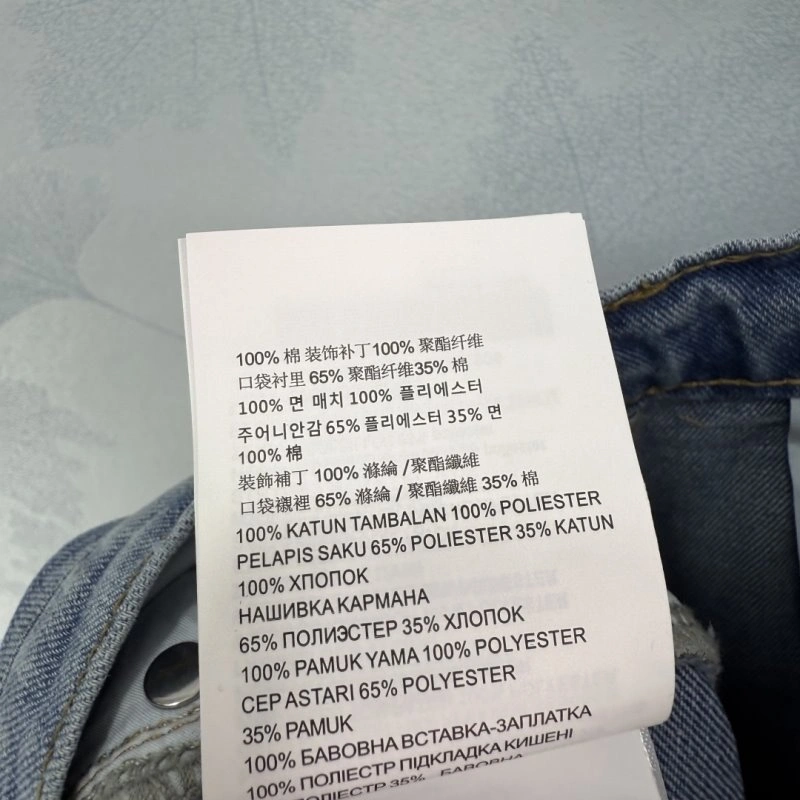 100% 棉 装饰补丁100% 聚酯纤维
口袋衬里 65% 聚酯纤维35% 棉
100% 면 매치 100% 플리에스터
주어니안감 65% 플리에스터 35% 면
100% 棉
裝飾補丁 100% 滌綸 /聚酯纖維
口袋襯裡 65% 滌綸 / 聚酯纖維 35% 棉
100% KATUN TAMBALAN 100% POLIESTER
PELAPIS SAKU 65% POLIESTER 35% KATUN
100% ХПОПОК
НАШИВКА КАРМАНА
65% ПОЛИЭСТЕР 35% ХЛОПОК
100% PAMUK YAMA 100% POLYESTER
CEP ASTARI 65% POLYESTER
35% PAMUK
100% БАВОВНА ВСТАВКА-ЗАПЛАТКА
100% ПОЛІЕСТР ПІДКЛАДКА КИШЕНІ
ПОЛІЕСТР 35% БАВОВНА